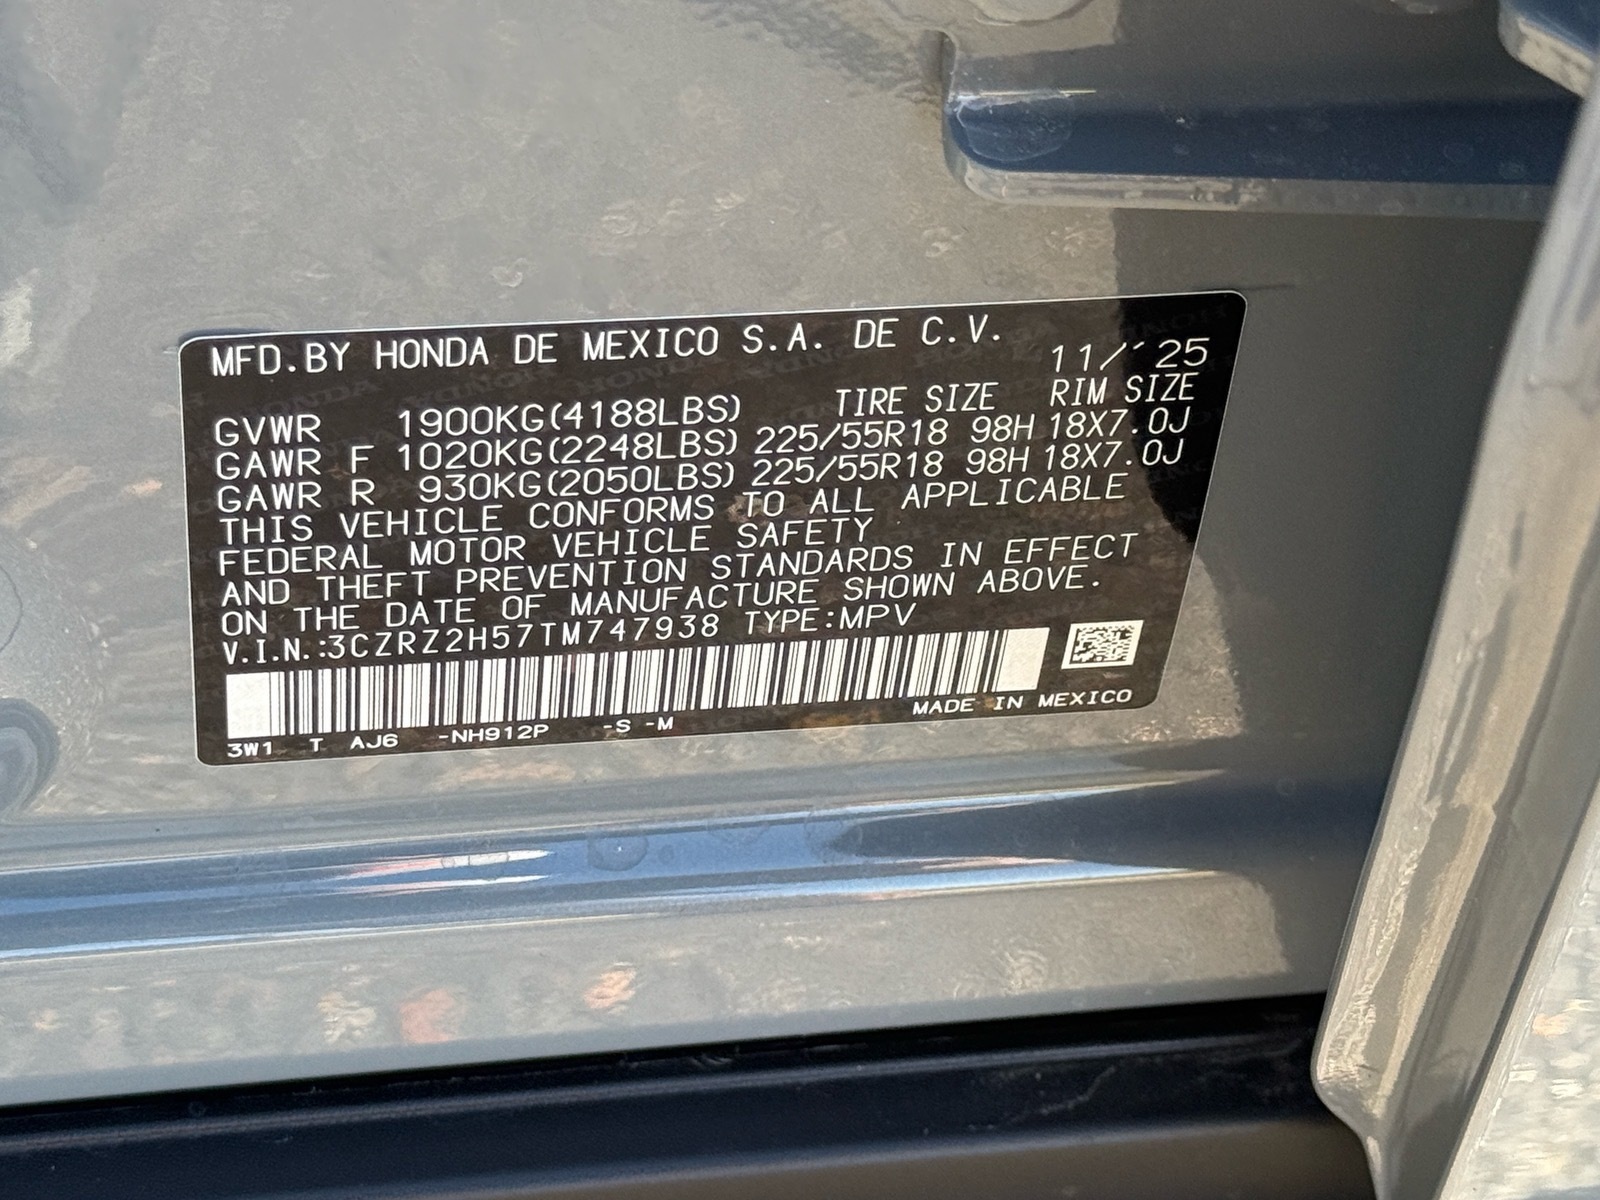 MFD.BY HONDA DE MEXICO S.A. DE C.V.
11/´25
TIRE SIZE RIM SIZE
GVWR 1900KG(4188LBS)
GAWR F 1020KG(2248LBS) 225/55R18 98H 18X7.0J
GAWR R 930KG(2050LBS) 225/55R18 98H 18X7.0J
THIS VEHICLE CONFORMS TO ALL APPLICABLE
FEDERAL MOTOR VEHICLE SAFETY
AND THEFT PREVENTION STANDARDS IN EFFECT
ON THE DATE OF MANUFACTURE SHOWN ABOVE.
V.I.N.:3CZRZ2H57TM747938 TYPE:MPV
MADE IN MEXICO
3W1 T AJ6 -NH912P -S -M